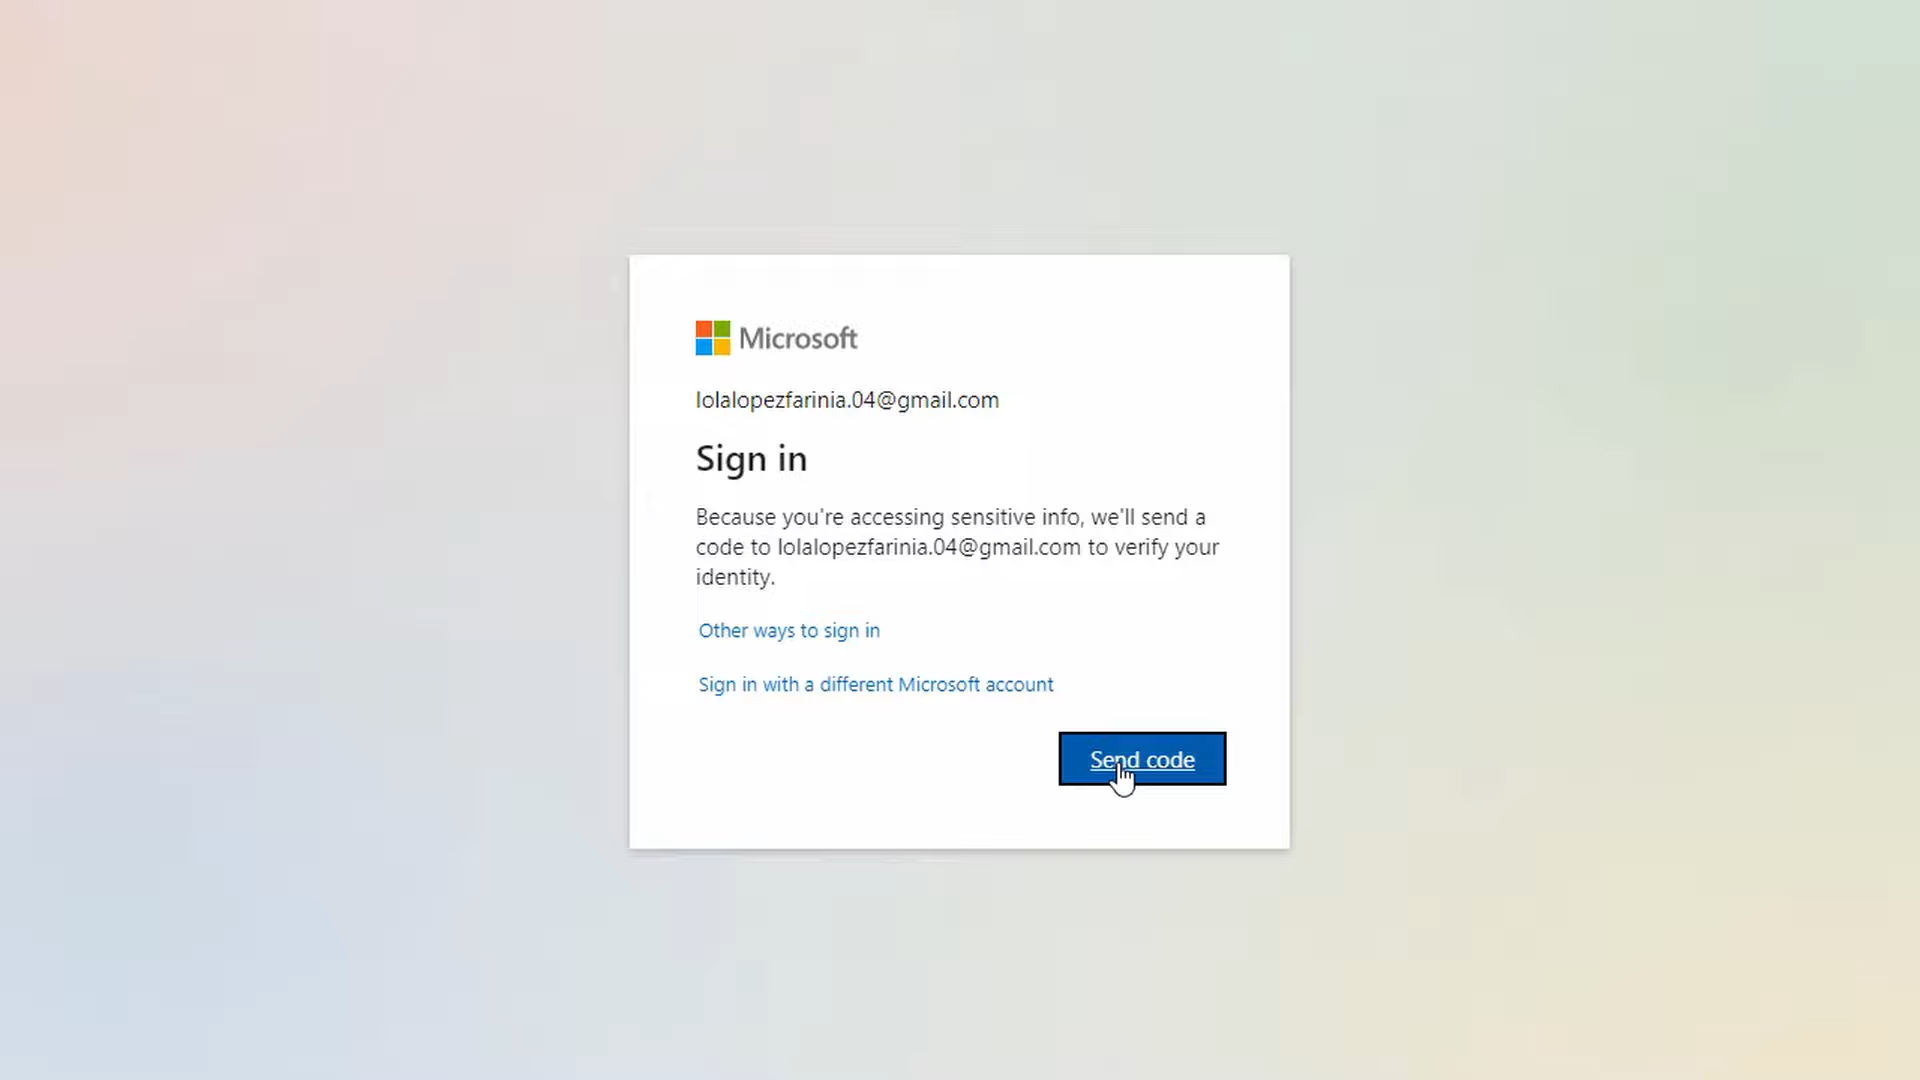 Microsoft
lolalopezfarinia.04@gmail.com
Sign in
Because you're accessing sensitive info, we'll send a
code to lolalopezfarinia.04@gmail.com to verify your
identity.
Other ways to sign in
Sign in with a different Microsoft account
Send code